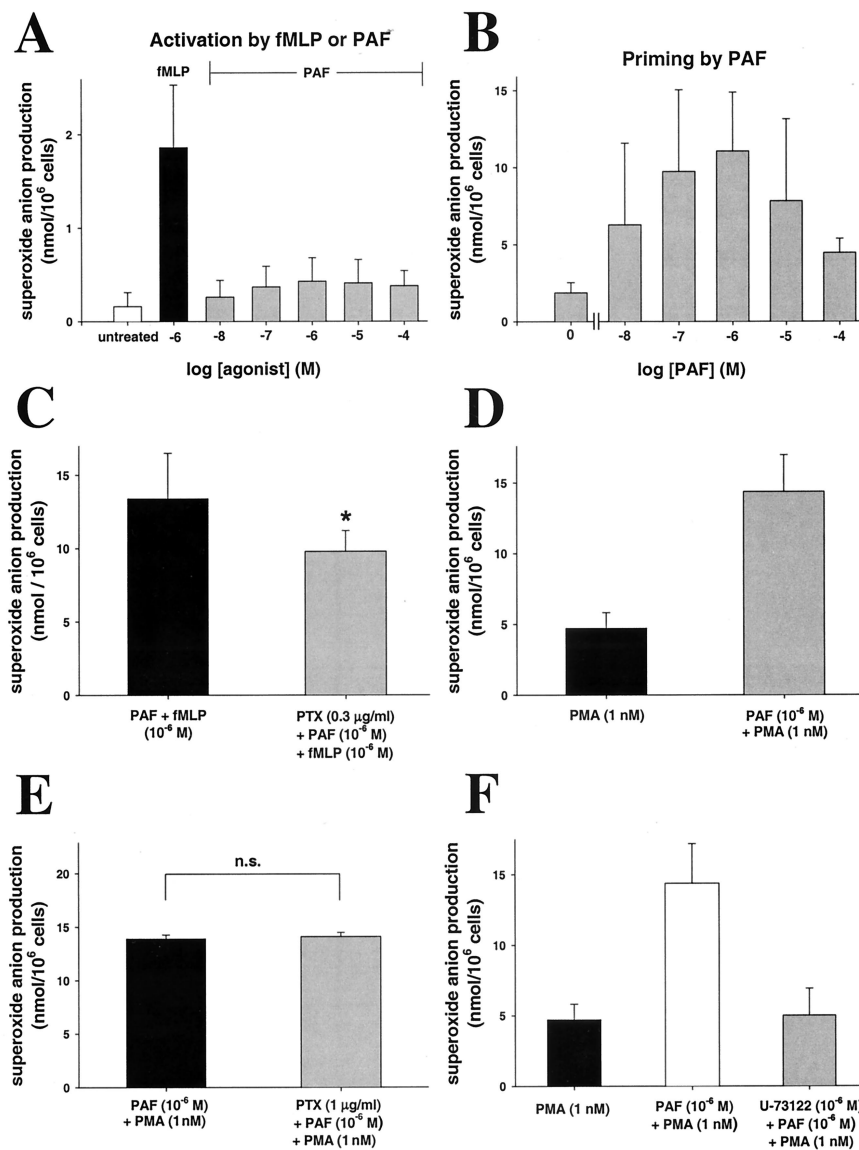 A
Activation by fMLP or PAF
fMLP
PAF
superoxide anion production
(nmol/10⁶ cells)
2
1
0
untreated -6 -8 -7 -6 -5 -4
log [agonist] (M)
B
Priming by PAF
superoxide anion production
(nmol/10⁶ cells)
15
10
5
0
0 -8 -7 -6 -5 -4
log [PAF] (M)
C
superoxide anion production
(nmol / 10⁶ cells)
15
10
5
0
*
PAF + fMLP
(10⁻⁶ M)
PTX (0.3 µg/ml)
+ PAF (10⁻⁶ M)
+ fMLP (10⁻⁶ M)
D
superoxide anion production
(nmol/10⁶ cells)
15
10
5
0
PMA (1 nM)
PAF (10⁻⁶ M)
+ PMA (1 nM)
E
superoxide anion production
(nmol/10⁶ cells)
20
15
10
5
0
n.s.
PAF (10⁻⁶ M)
+ PMA (1 nM)
PTX (1 µg/ml)
+ PAF (10⁻⁶ M)
+ PMA (1 nM)
F
superoxide anion production
(nmol/10⁶ cells)
15
10
5
0
PMA (1 nM)
PAF (10⁻⁶ M)
+ PMA (1 nM)
U-73122 (10⁻⁶ M)
+ PAF (10⁻⁶ M)
+ PMA (1 nM)